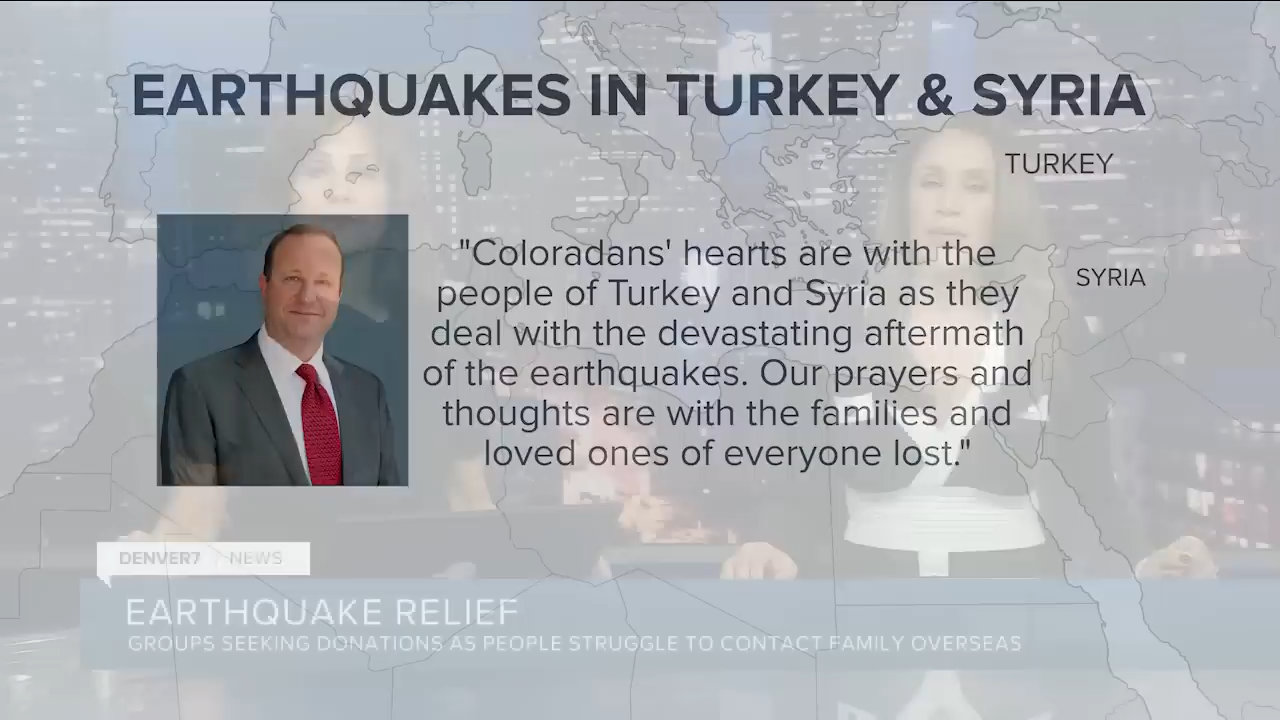 EARTHQUAKES IN TURKEY & SYRIA
TURKEY
SYRIA
"Coloradans' hearts are with the
people of Turkey and Syria as they
deal with the devastating aftermath
of the earthquakes. Our prayers and
thoughts are with the families and
loved ones of everyone lost."
DENVER7 / NEWS
EARTHQUAKE RELIEF
GROUPS SEEKING DONATIONS AS PEOPLE STRUGGLE TO CONTACT FAMILY OVERSEAS